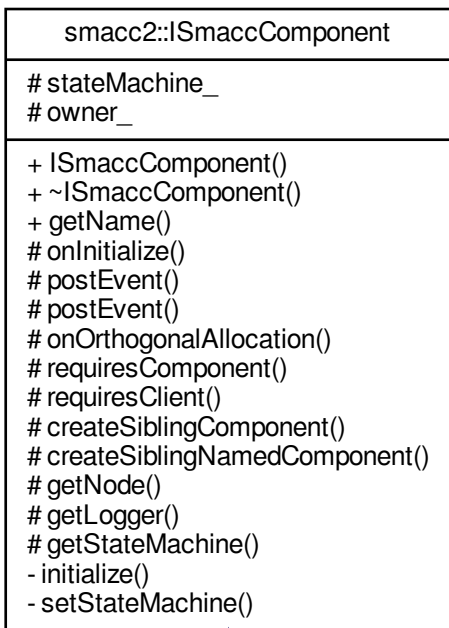 smacc2::ISmaccComponent
# stateMachine_
# owner_
+ ISmaccComponent()
+ ~ISmaccComponent()
+ getName()
# onInitialize()
# postEvent()
# postEvent()
# onOrthogonalAllocation()
# requiresComponent()
# requiresClient()
# createSiblingComponent()
# createSiblingNamedComponent()
# getNode()
# getLogger()
# getStateMachine()
- initialize()
- setStateMachine()